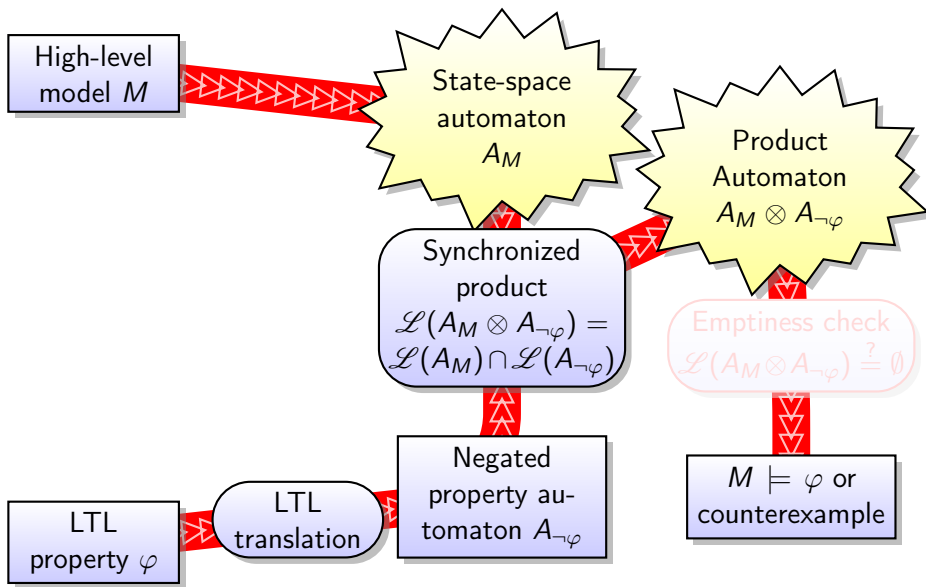 High-level
model M
State-space
automaton
A_M
Product
Automaton
A_M ⊗ A_¬φ
Synchronized
product
ℒ(A_M ⊗ A_¬φ) =
ℒ(A_M) ∩ ℒ(A_¬φ)
Emptiness check
ℒ(A_M ⊗ A_¬φ) ≟ ∅
LTL
property φ
LTL
translation
Negated
property au-
tomaton A_¬φ
M ⊨ φ or
counterexample